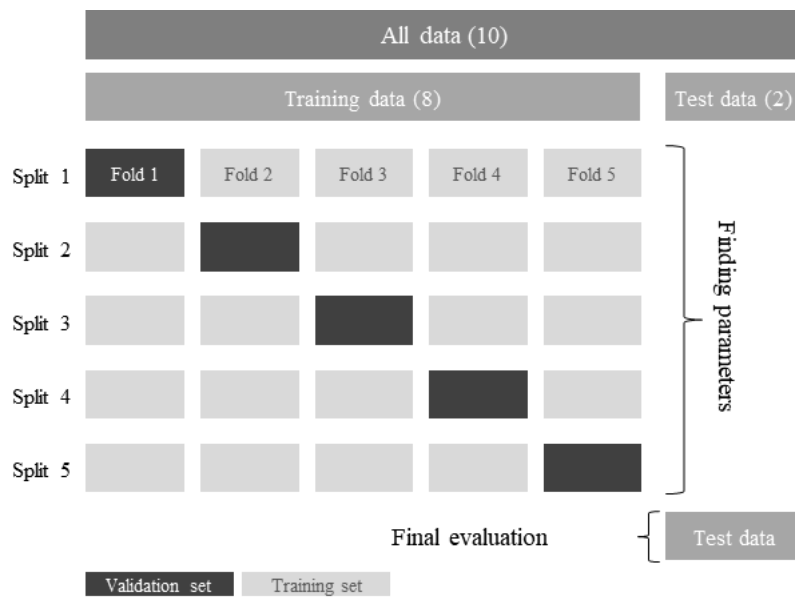 All data (10)
Training data (8)
Test data (2)
Split 1
Fold 1
Fold 2
Fold 3
Fold 4
Fold 5
Split 2
Split 3
Split 4
Split 5
Finding parameters
Final evaluation
Test data
Validation set
Training set